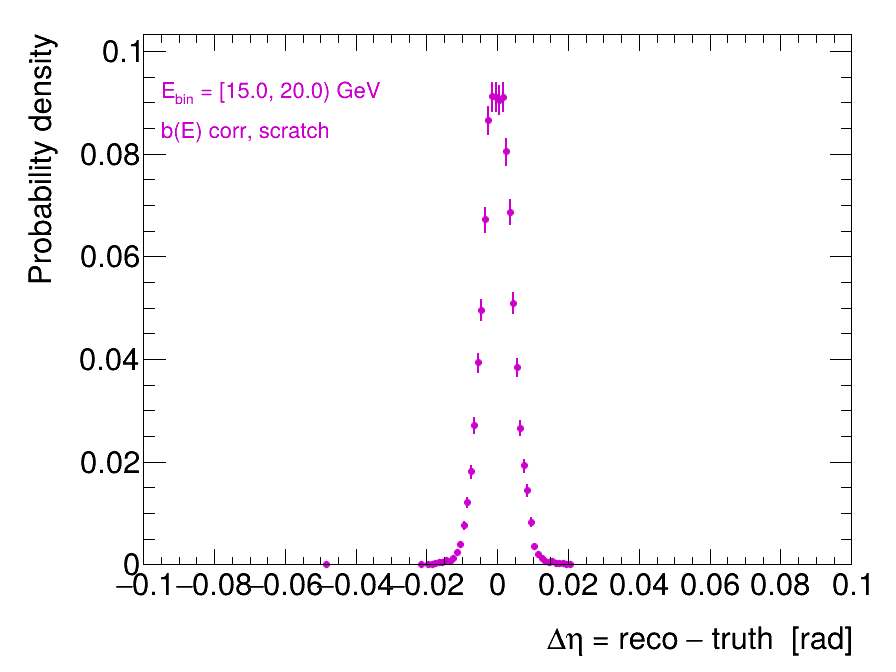 Probability density
0.1
0.08
0.06
0.04
0.02
0
E_bin = [15.0, 20.0) GeV
b(E) corr, scratch
−0.1 −0.08 −0.06 −0.04 −0.02 0 0.02 0.04 0.06 0.08 0.1
Δη = reco − truth [rad]